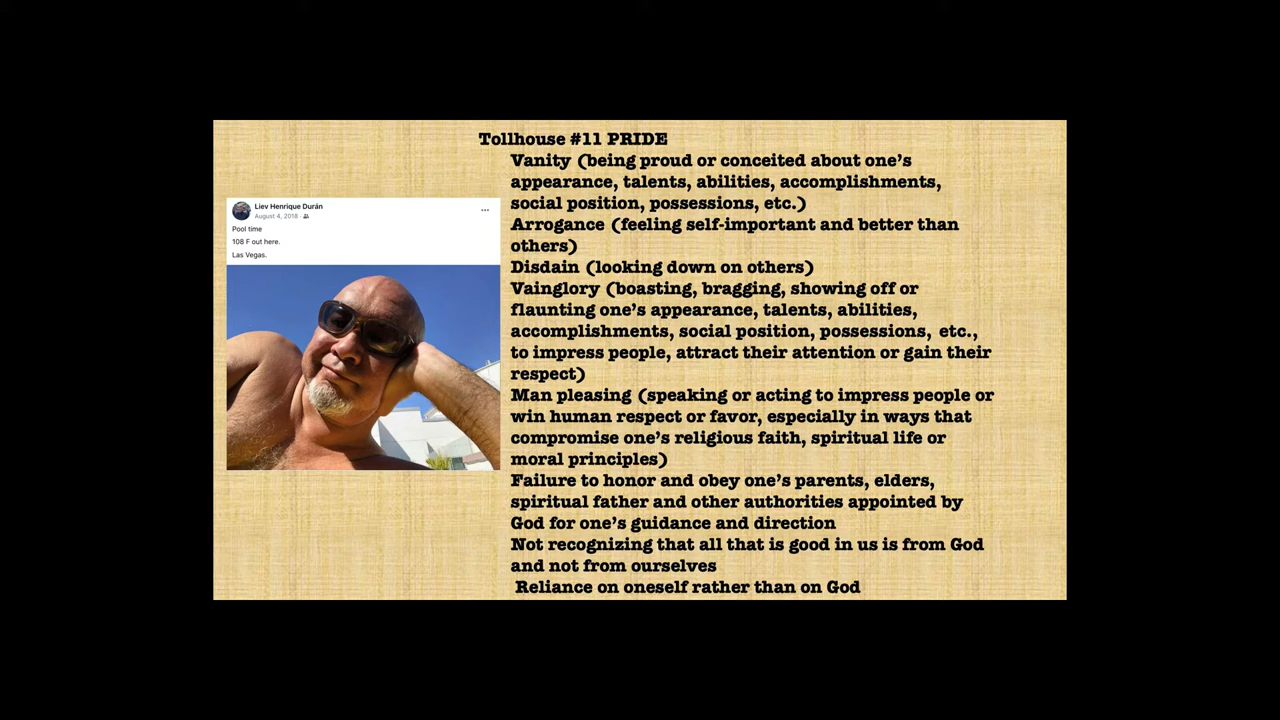 Tollhouse #11 PRIDE
Vanity (being proud or conceited about one's
appearance, talents, abilities, accomplishments,
social position, possessions, etc.)
Arrogance (feeling self-important and better than
others)
Disdain (looking down on others)
Vainglory (boasting, bragging, showing off or
flaunting one's appearance, talents, abilities,
accomplishments, social position, possessions, etc.,
to impress people, attract their attention or gain their
respect)
Man pleasing (speaking or acting to impress people or
win human respect or favor, especially in ways that
compromise one's religious faith, spiritual life or
moral principles)
Failure to honor and obey one's parents, elders,
spiritual father and other authorities appointed by
God for one's guidance and direction
Not recognizing that all that is good in us is from God
and not from ourselves
Reliance on oneself rather than on God
Liev Henrique Durán
August 4, 2018 ·
Pool time
108 F out here.
Las Vegas.